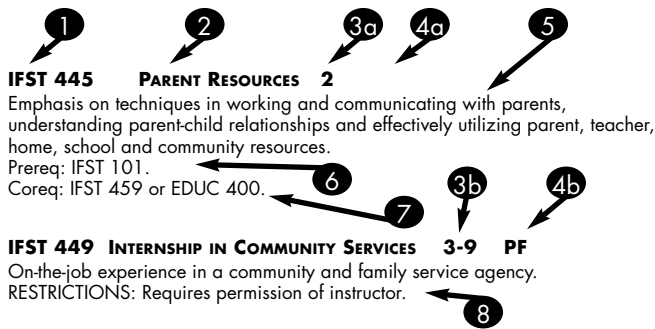 1 2 3a 4a 5
IFST 445 PARENT RESOURCES 2
Emphasis on techniques in working and communicating with parents,
understanding parent-child relationships and effectively utilizing parent, teacher,
home, school and community resources.
Prereq: IFST 101.
6
Coreq: IFST 459 or EDUC 400.
7 3b 4b
IFST 449 INTERNSHIP IN COMMUNITY SERVICES 3-9 PF
On-the-job experience in a community and family service agency.
RESTRICTIONS: Requires permission of instructor.
8